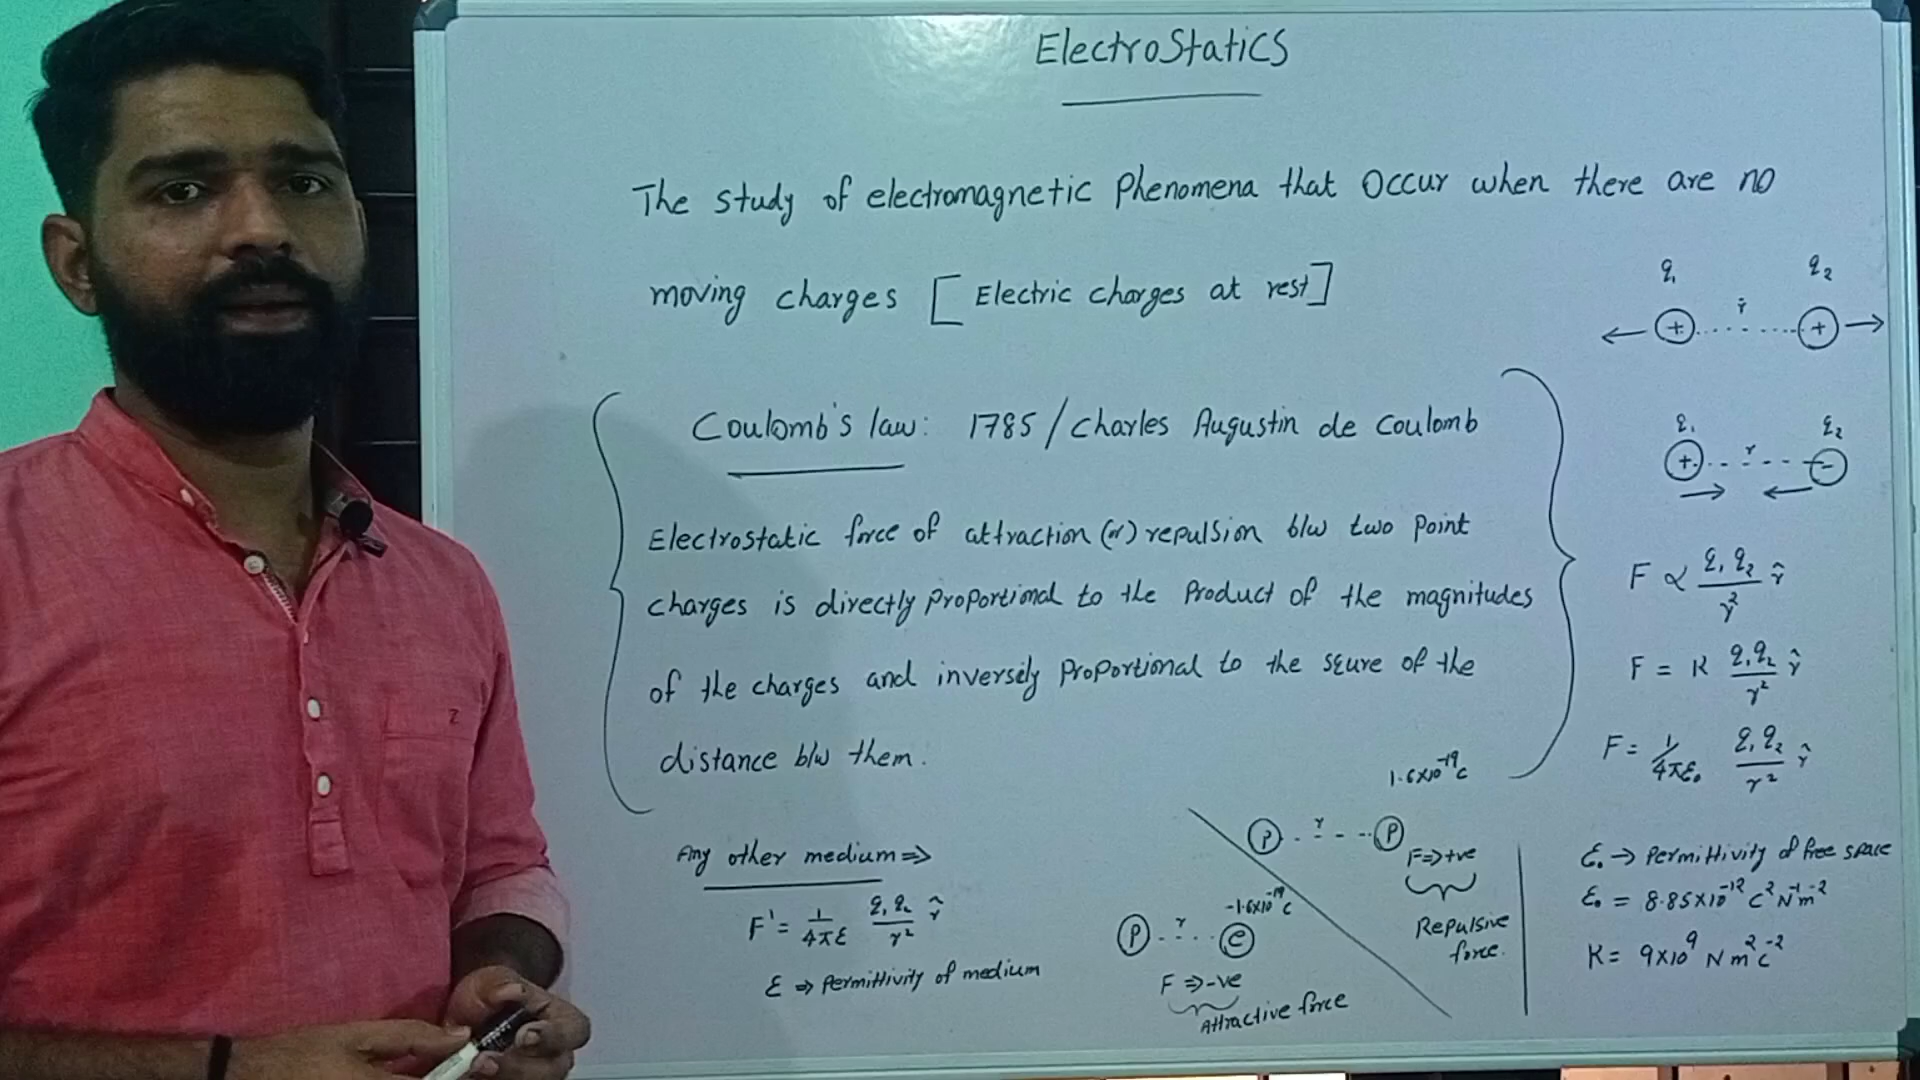 ElectroStatics
The study of electromagnetic phenomena that occur when there are no
moving charges [Electric charges at rest]
q₁ q₂
r̂
+ +
Coulomb's law: 1785 / Charles Augustin de Coulomb
q₁ q₂
+ r -
Electrostatic force of attraction (or) repulsion b/w two point
charges is directly proportional to the product of the magnitudes
of the charges and inversily proportional to the squre of the
distance b/w them.
F ∝ q₁q₂/r² r̂
F = K q₁q₂/r² r̂
F = 1/4πε₀ q₁q₂/r² r̂
Any other medium ⇒
F' = 1/4πε q₁q₂/r² r̂
ε ⇒ Permittivity of medium
1.6×10⁻¹⁹C
P r P
F⇒+ve
Repulsive
force.
-1.6×10⁻¹⁹C
P r e
F ⇒-ve
Attractive force
ε₀ → Permittivity of free space
ε₀ = 8.85×10⁻¹² C²N⁻¹m⁻²
K = 9×10⁹ Nm²C⁻²
z